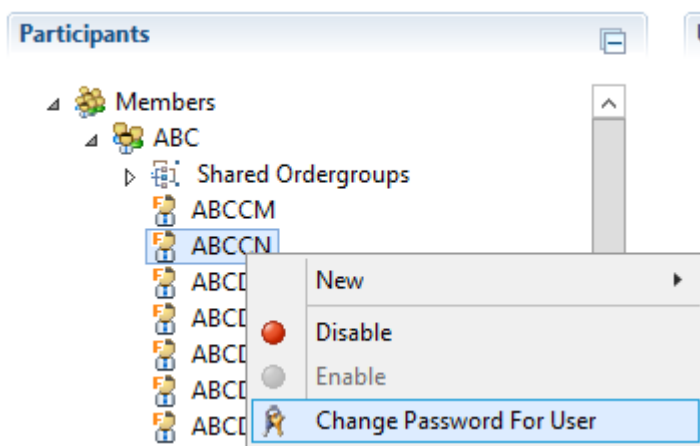 Participants
Members
ABC
Shared Ordergroups
ABCCM
ABCCN
New
Disable
Enable
Change Password For User